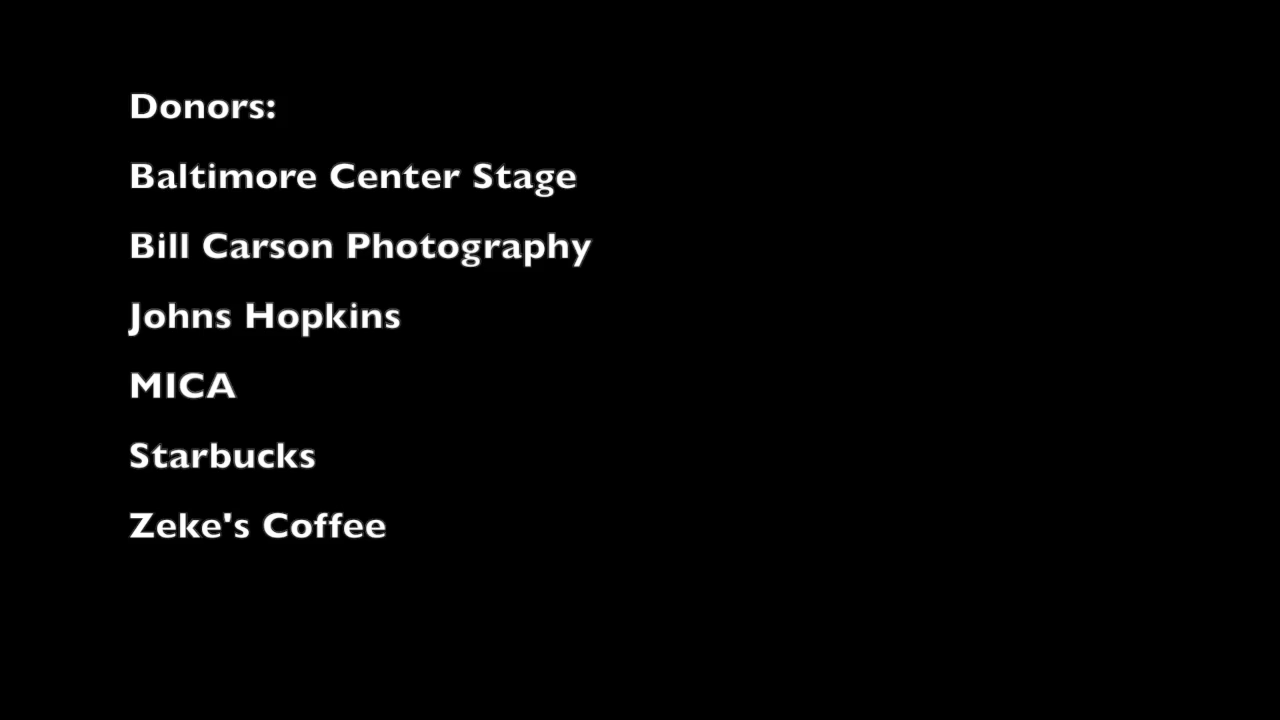 Donors:
Baltimore Center Stage
Bill Carson Photography
Johns Hopkins
MICA
Starbucks
Zeke's Coffee